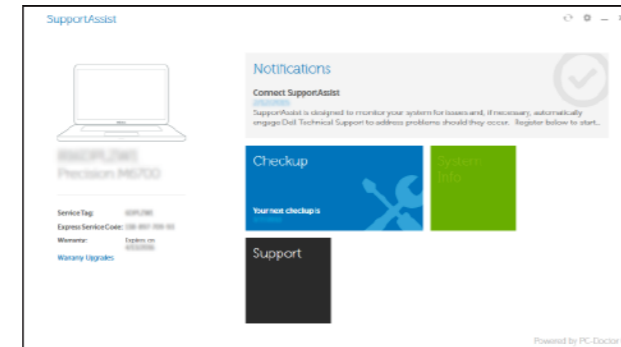 SupportAssist
Notifications
Connect SupportAssist
SupportAssist is designed to monitor your system for issues and, if necessary, automatically
engage Dell Technical Support to address problems should they occur. Register below to start..
Precision M6700
Service Tag:
Express Service Code:
Warranty: Expires on
Warrany Upgrades
Checkup
Your next checkup is
System
Info
Support
Powered by PC-Doctor